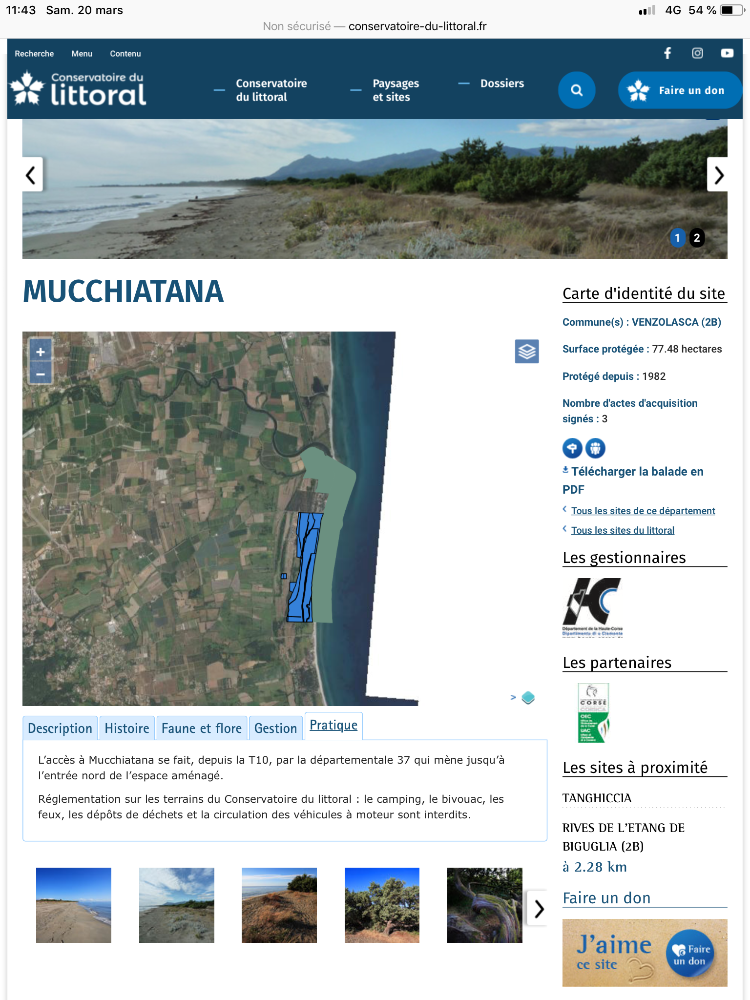 11:43 Sam. 20 mars
4G 54 %
Non sécurisé — conservatoire-du-littoral.fr
Recherche Menu Contenu
Conservatoire du
littoral
Conservatoire
du littoral
Paysages
et sites
Dossiers
Faire un don
1 2
MUCCHIATANA
+
−
>
Description Histoire Faune et flore Gestion Pratique
L’accès à Mucchiatana se fait, depuis la T10, par la départementale 37 qui mène jusqu’à
l’entrée nord de l’espace aménagé.
Réglementation sur les terrains du Conservatoire du littoral : le camping, le bivouac, les
feux, les dépôts de déchets et la circulation des véhicules à moteur sont interdits.
Carte d'identité du site
Commune(s) : VENZOLASCA (2B)
Surface protégée : 77.48 hectares
Protégé depuis : 1982
Nombre d'actes d'acquisition
signés : 3
Télécharger la balade en
PDF
Tous les sites de ce département
Tous les sites du littoral
Les gestionnaires
HC
Département de la Haute-Corse
Les partenaires
CORSE
CORSICA
OEC
UAC
Les sites à proximité
TANGHICCIA
RIVES DE L’ETANG DE
BIGUGLIA (2B)
à 2.28 km
Faire un don
J’aime
ce site
Faire
un don